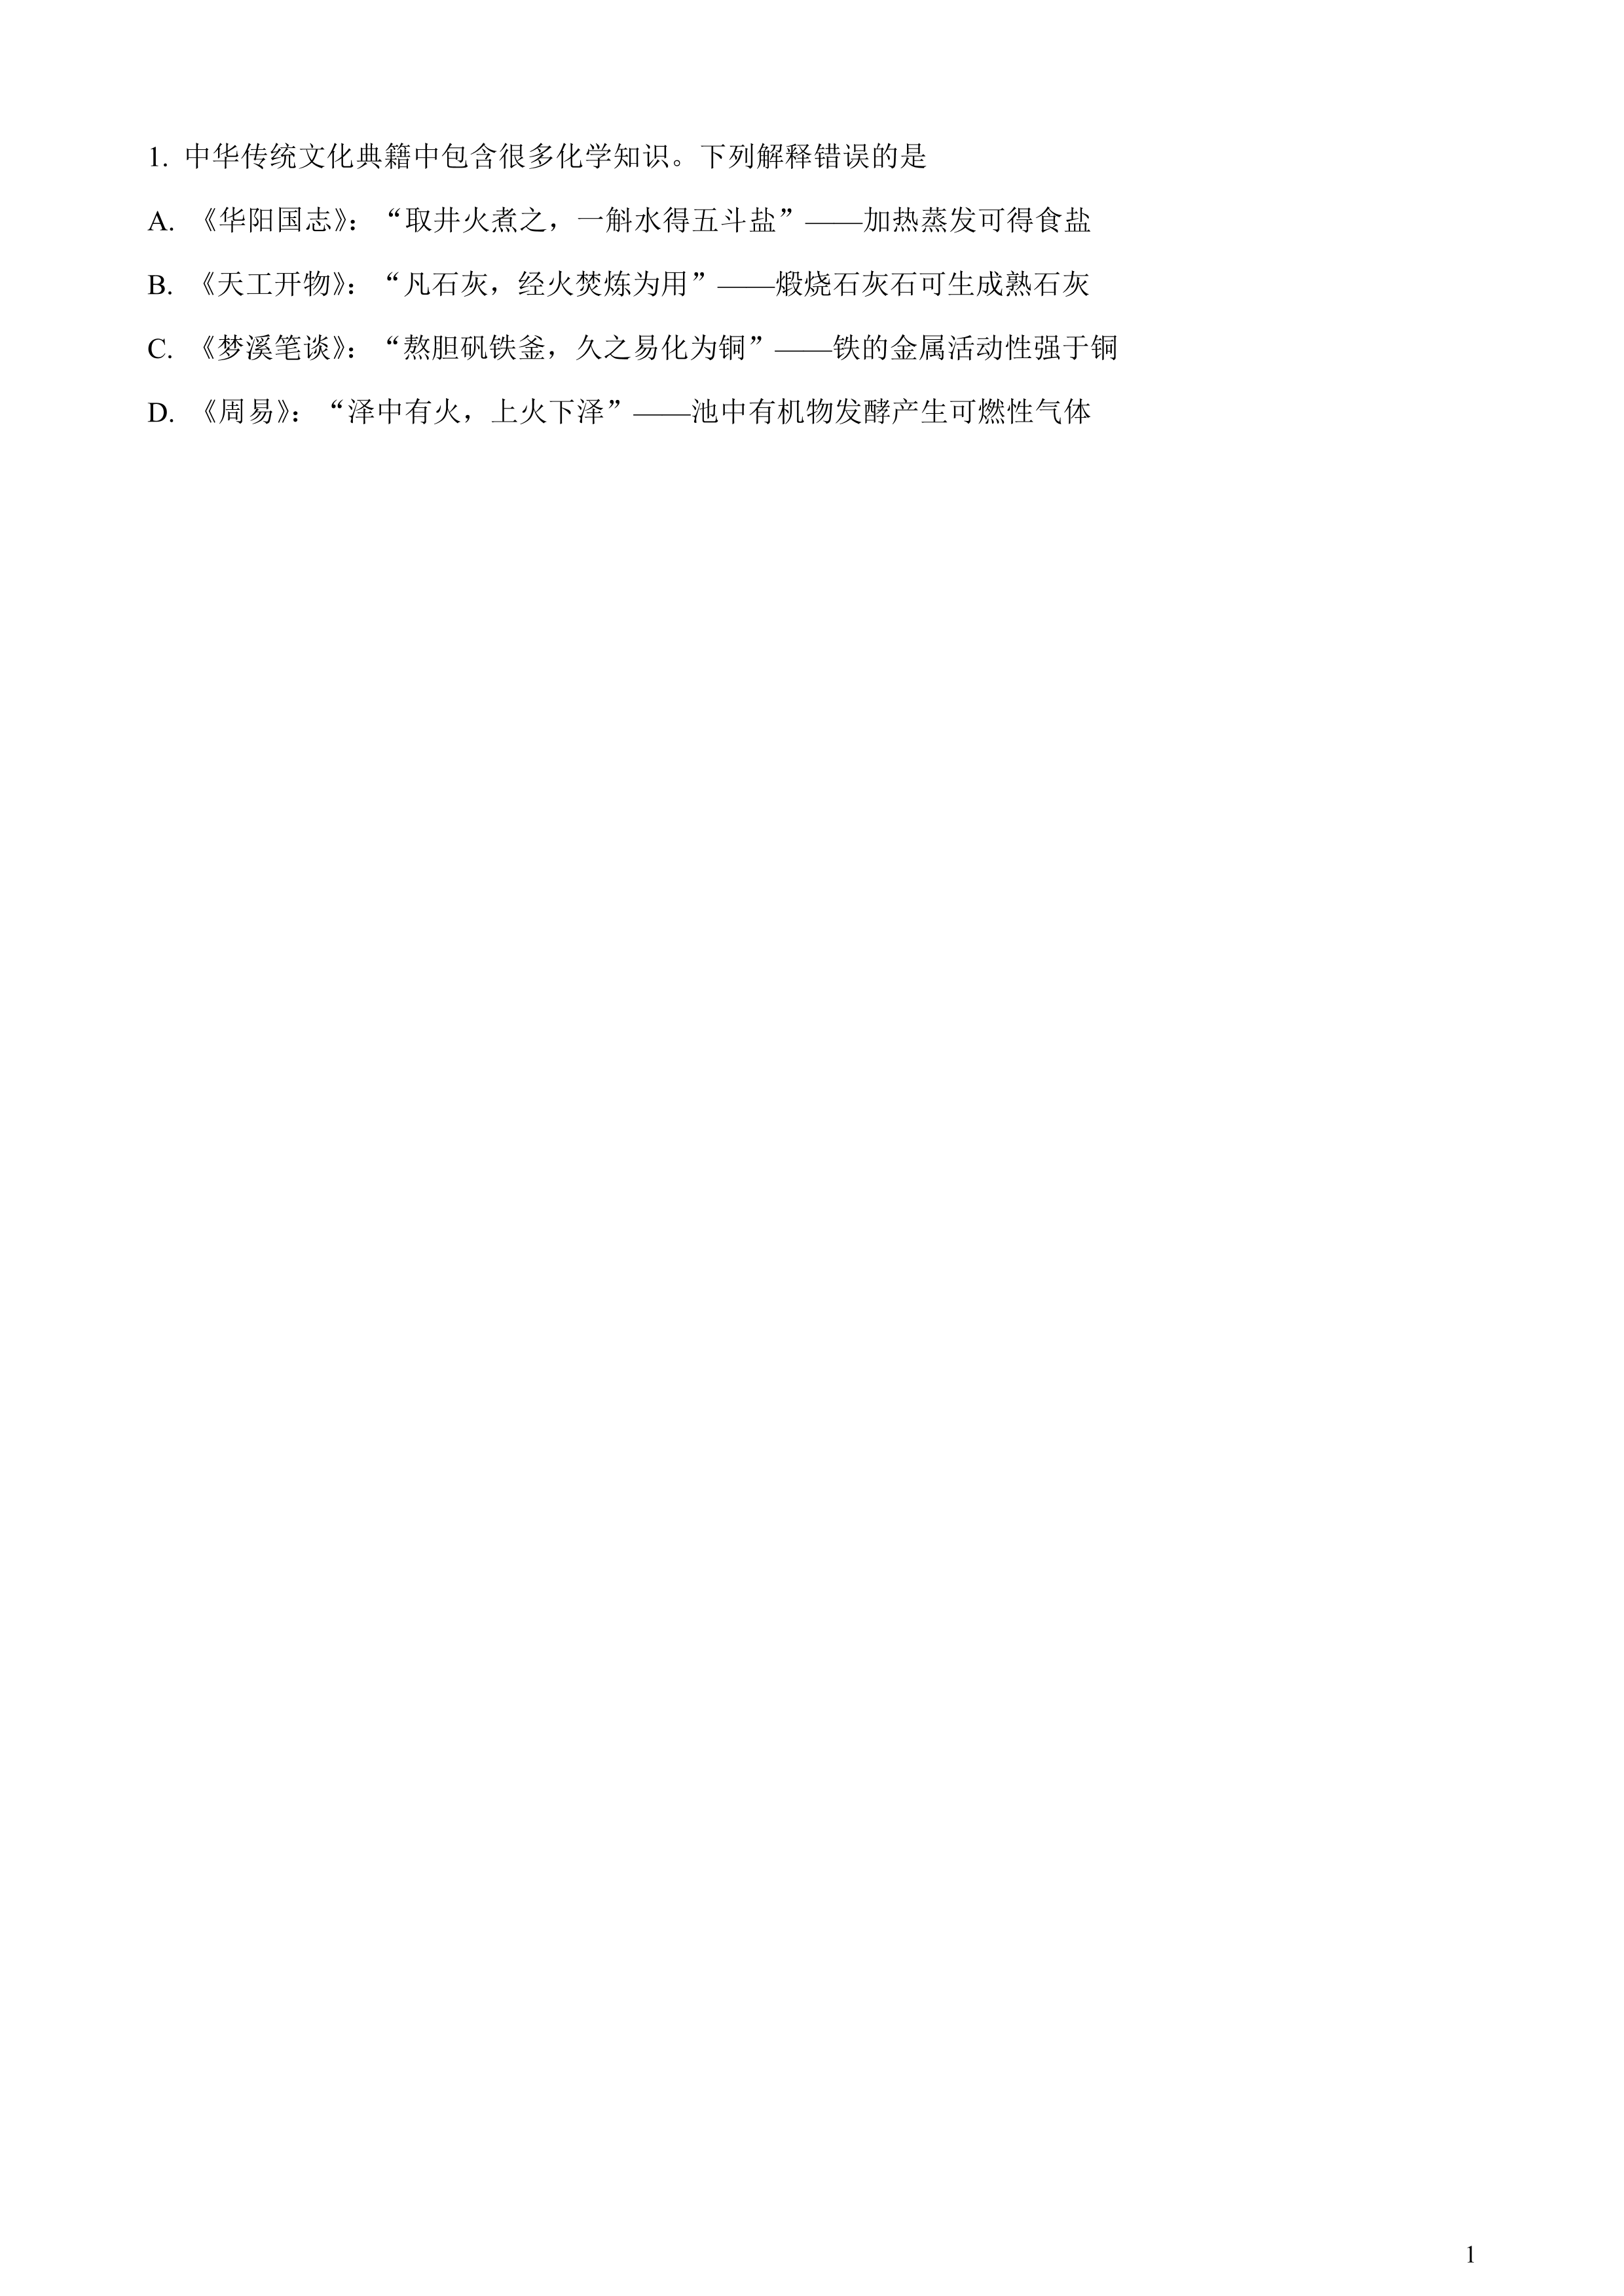 1. 中华传统文化典籍中包含很多化学知识。下列解释错误的是
A. 《华阳国志》：“取井火煮之，一斛水得五斗盐”——加热蒸发可得食盐
B. 《天工开物》：“凡石灰，经火焚炼为用”——煅烧石灰石可生成熟石灰
C. 《梦溪笔谈》：“熬胆矾铁釜，久之易化为铜”——铁的金属活动性强于铜
D. 《周易》：“泽中有火，上火下泽”——池中有机物发酵产生可燃性气体
1